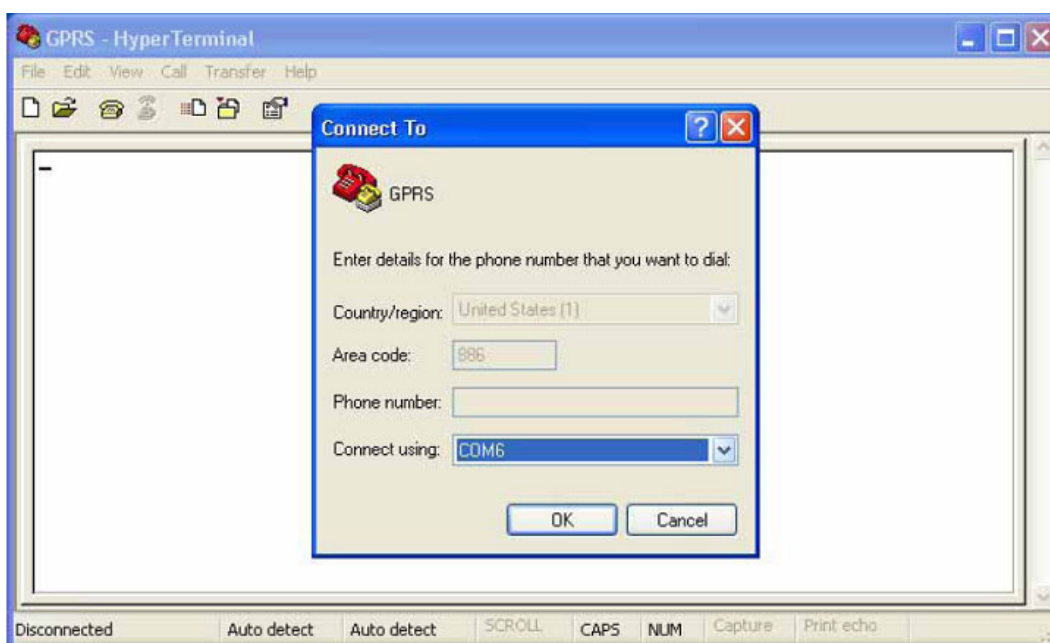 GPRS - HyperTerminal
File Edit View Call Transfer Help
Connect To
GPRS
Enter details for the phone number that you want to dial:
Country/region: United States (1)
Area code: 886
Phone number:
Connect using: COM6
OK Cancel
Disconnected Auto detect Auto detect SCROLL CAPS NUM Capture Print echo